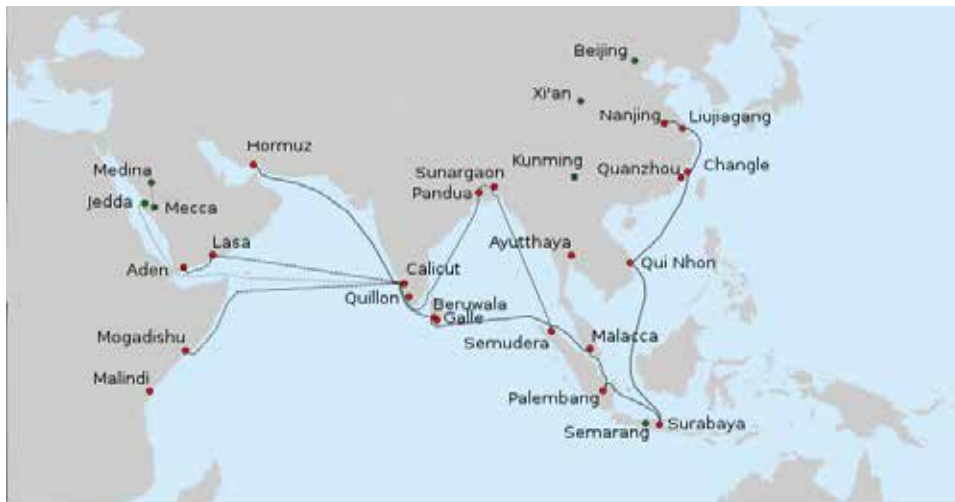 Beijing
Xi'an
Nanjing
Liujiagang
Hormuz
Kunming
Quanzhou
Changle
Sunargaon
Pandua
Medina
Jedda
Mecca
Lasa
Ayutthaya
Qui Nhon
Aden
Calicut
Quillon
Beruwala
Galle
Mogadishu
Semudera
Malacca
Malindi
Palembang
Semarang
Surabaya